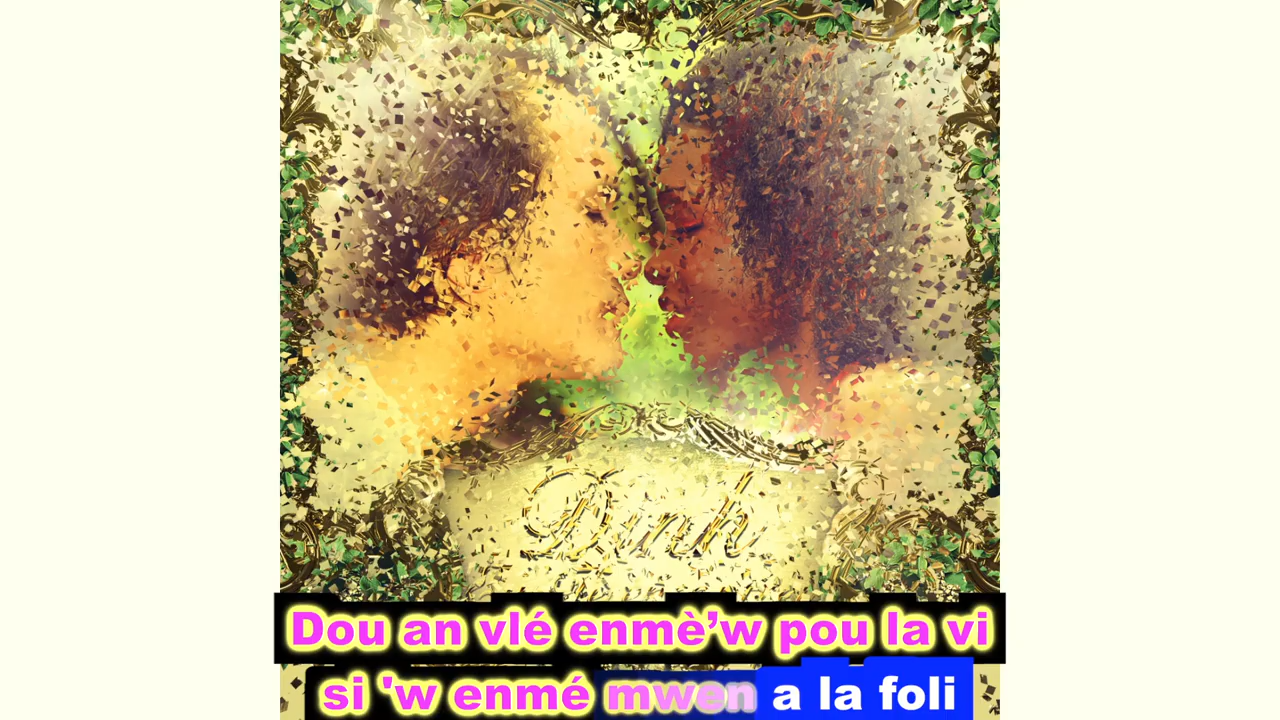 Dou an vlé enmè’w pou la vi
si 'w enmé mwen a la foli